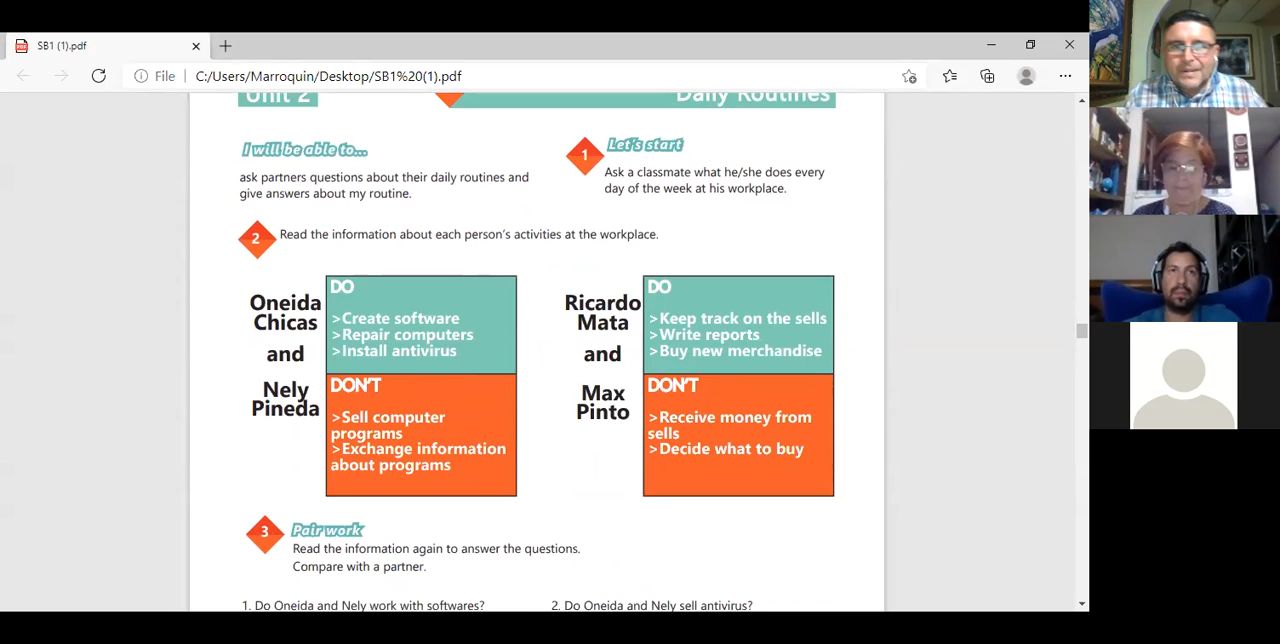 SB1 (1).pdf
File
C:/Users/Marroquin/Desktop/SB1%20(1).pdf
Unit 2
Daily Routines
I will be able to...
ask partners questions about their daily routines and
give answers about my routine.
1
Let's start
Ask a classmate what he/she does every
day of the week at his workplace.
2
Read the information about each person's activities at the workplace.
Oneida
Chicas
and
Nely
Pineda
DO
>Create software
>Repair computers
>Install antivirus
DON'T
>Sell computer
programs
>Exchange information
about programs
Ricardo
Mata
and
Max
Pinto
DO
>Keep track on the sells
>Write reports
>Buy new merchandise
DON'T
>Receive money from
sells
>Decide what to buy
3
Pair work
Read the information again to answer the questions.
Compare with a partner.
1. Do Oneida and Nely work with softwares?
2. Do Oneida and Nely sell antivirus?